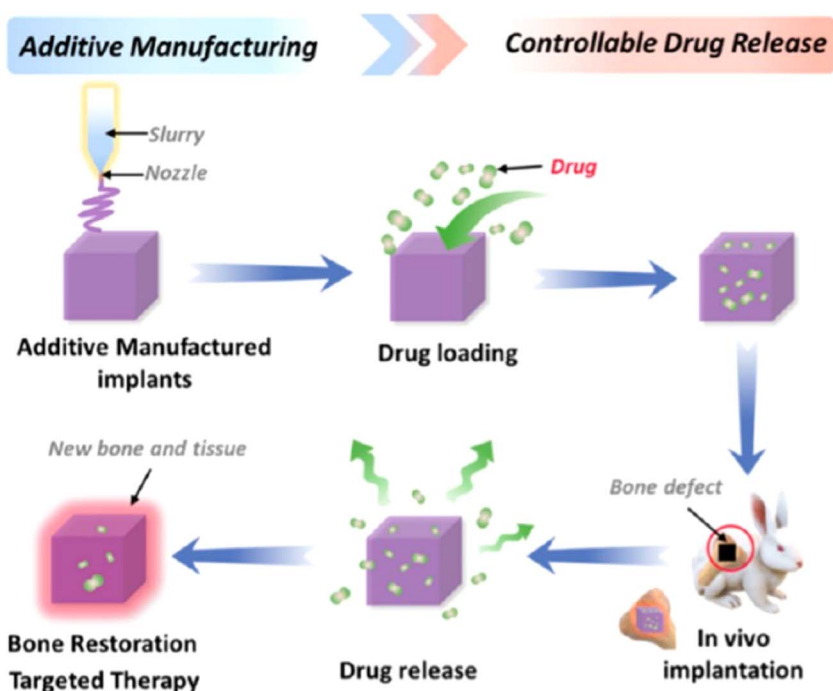 Additive Manufacturing
Controllable Drug Release
Slurry
Nozzle
Drug
Additive Manufactured
implants
Drug loading
New bone and tissue
Bone defect
Bone Restoration
Targeted Therapy
Drug release
In vivo
implantation